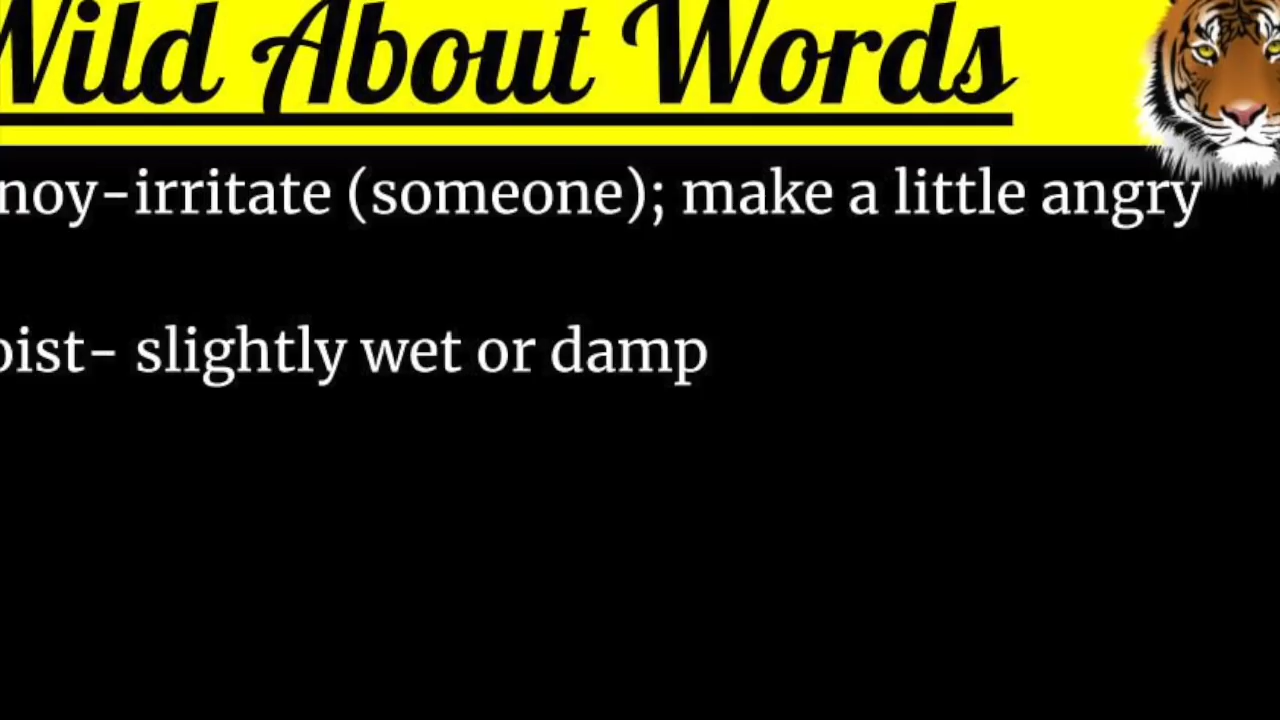 Wild About Words
noy-irritate (someone); make a little angry
oist- slightly wet or damp